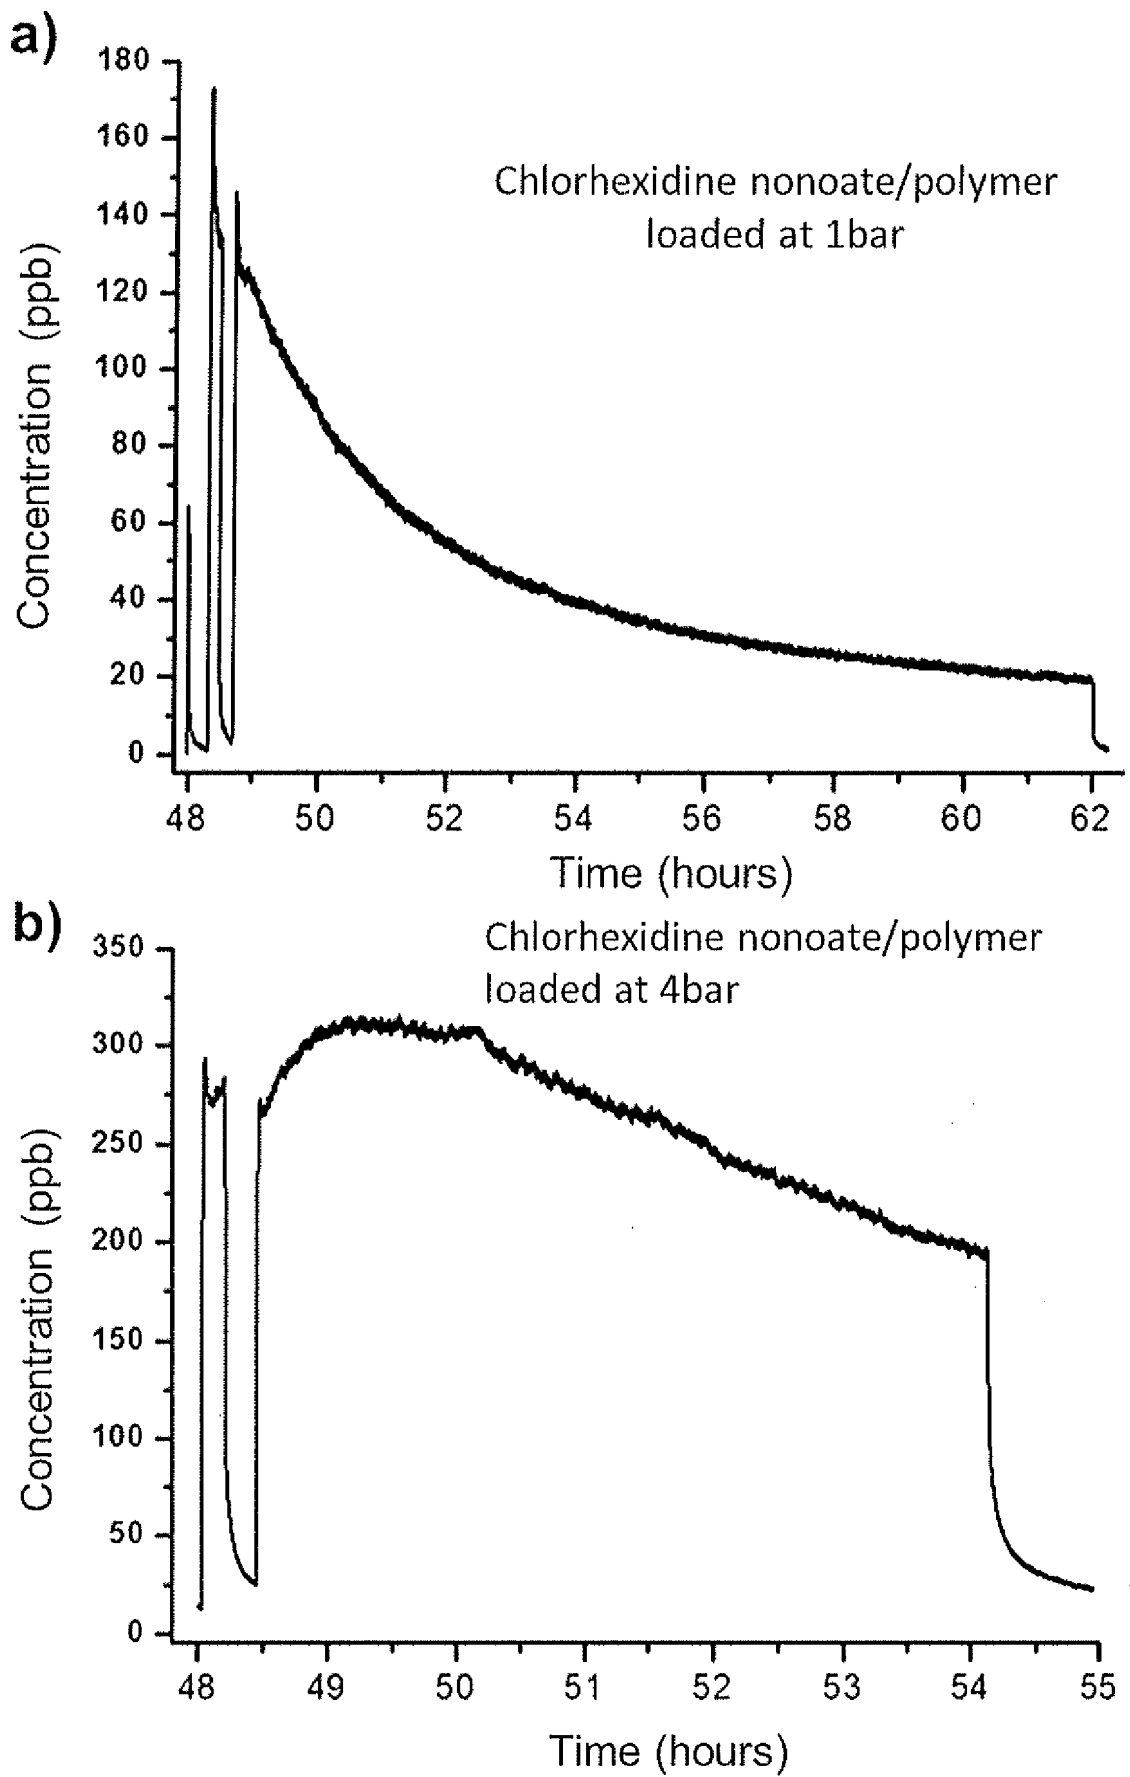 a)
180
160
140
120
100
80
60
40
20
0
Concentration (ppb)
Chlorhexidine nonoate/polymer
loaded at 1bar
48 50 52 54 56 58 60 62
Time (hours)
b)
350
300
250
200
150
100
50
0
Concentration (ppb)
Chlorhexidine nonoate/polymer
loaded at 4bar
48 49 50 51 52 53 54 55
Time (hours)